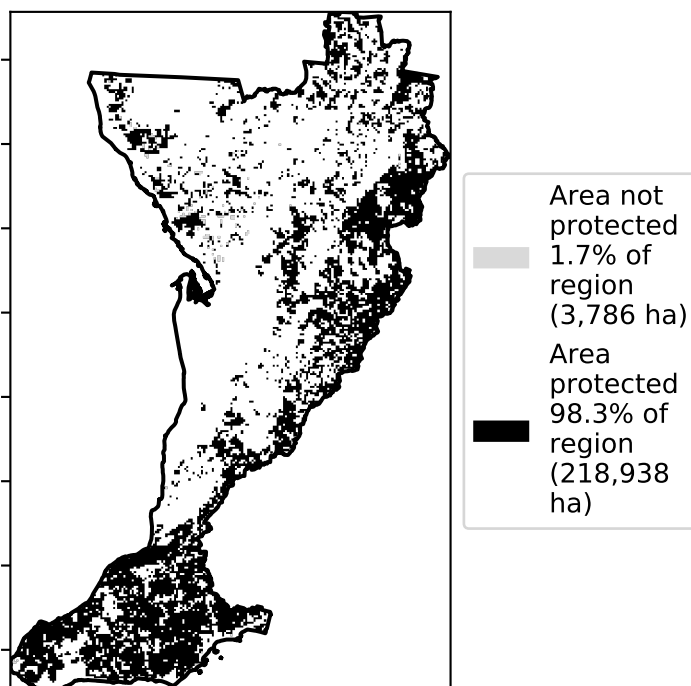 Area not
protected
1.7% of
region
(3,786 ha)
Area
protected
98.3% of
region
(218,938
ha)